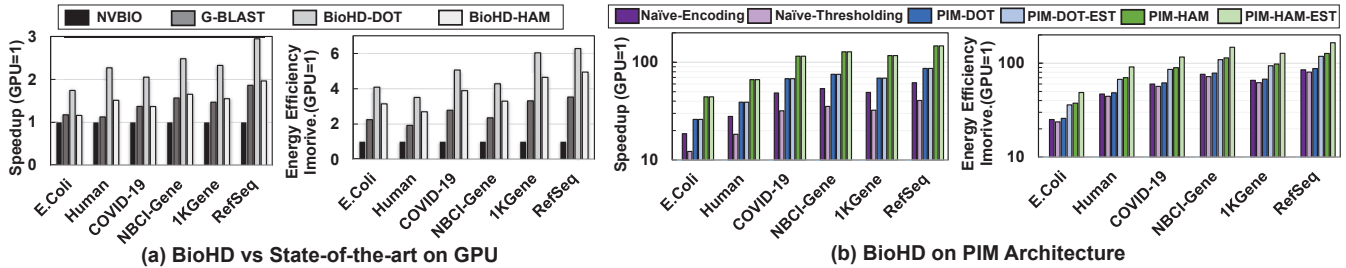 NVBIO G-BLAST BioHD-DOT BioHD-HAM
Speedup (GPU=1)
3
2
1
0
E.Coli
Human
COVID-19
NBCI-Gene
1KGene
RefSeq
Energy Efficiency
Imorive.(GPU=1)
6
4
2
0
E.Coli
Human
COVID-19
NBCI-Gene
1KGene
RefSeq
(a) BioHD vs State-of-the-art on GPU
Naïve-Encoding Naïve-Thresholding PIM-DOT PIM-DOT-EST PIM-HAM PIM-HAM-EST
Speedup (GPU=1)
100
10
E.Coli
Human
COVID-19
NBCI-Gene
1KGene
RefSeq
Energy Efficiency
Imorive.(GPU=1)
100
10
E.Coli
Human
COVID-19
NBCI-Gene
1KGene
RefSeq
(b) BioHD on PIM Architecture